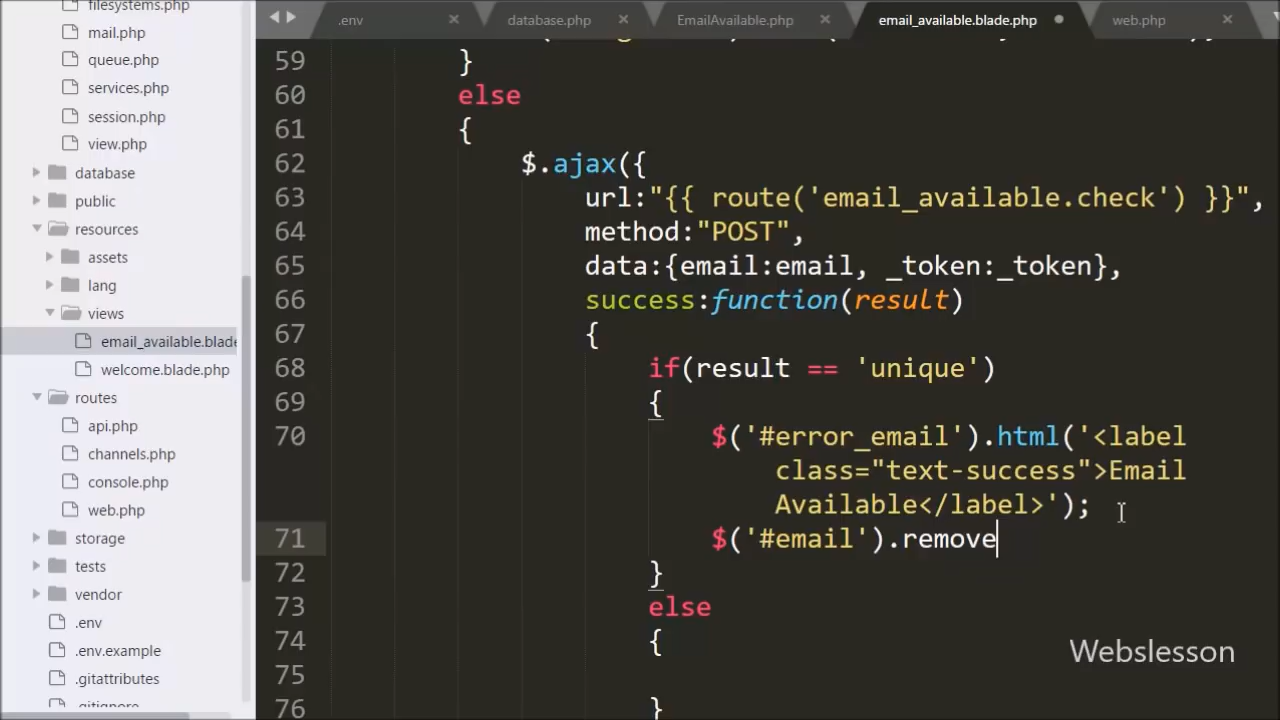 filesystems.php
mail.php
queue.php
services.php
session.php
view.php
database
public
resources
assets
lang
views
email_available.blade
welcome.blade.php
routes
api.php
channels.php
console.php
web.php
storage
tests
vendor
.env
.env.example
.gitattributes
.gitignore
.env
database.php
EmailAvailable.php
email_available.blade.php
web.php
59 }
60 else
61 {
62 $.ajax({
63 url:"{{ route('email_available.check') }}",
64 method:"POST",
65 data:{email:email, _token:_token},
66 success:function(result)
67 {
68 if(result == 'unique')
69 {
70 $('#error_email').html('<label
class="text-success">Email
Available</label>');
71 $('#email').remove
72 }
73 else
74 {
75
76 }
Webslesson